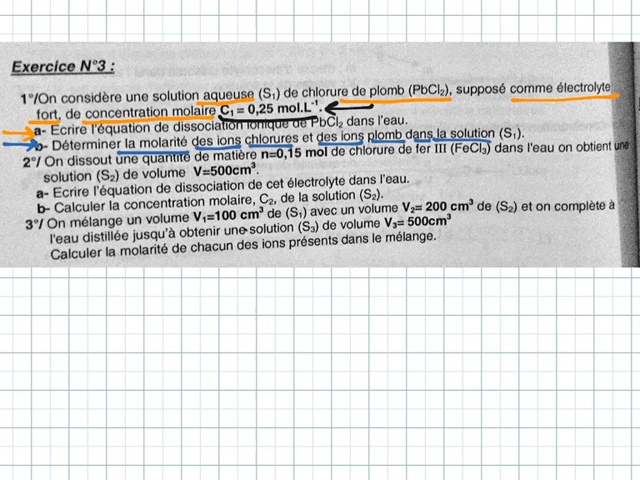 Exercice N°3 :
1°/On considère une solution aqueuse (S₁) de chlorure de plomb (PbCl₂), supposé comme électrolyte
fort, de concentration molaire C₁ = 0,25 mol.L⁻¹.
a- Ecrire l'équation de dissociation ionique de PbCl₂ dans l'eau.
b- Déterminer la molarité des ions chlorures et des ions plomb dans la solution (S₁).
2°/ On dissout une quantité de matière n=0,15 mol de chlorure de fer III (FeCl₃) dans l'eau on obtient une
solution (S₂) de volume V=500cm³.
a- Ecrire l'équation de dissociation de cet électrolyte dans l'eau.
b- Calculer la concentration molaire, C₂, de la solution (S₂).
3°/ On mélange un volume V₁=100 cm³ de (S₁) avec un volume V₂= 200 cm³ de (S₂) et on complète à
l'eau distillée jusqu'à obtenir une solution (S₃) de volume V₃= 500cm³
Calculer la molarité de chacun des ions présents dans le mélange.